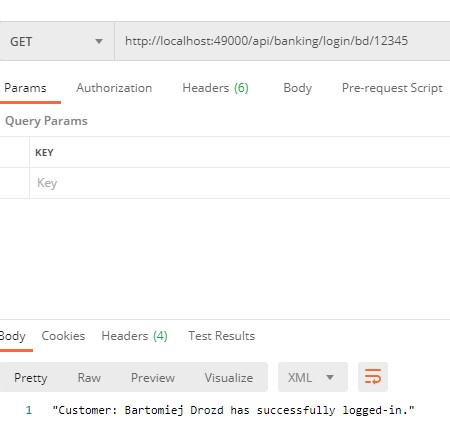 GET http://localhost:49000/api/banking/login/bd/12345
Params Authorization Headers (6) Body Pre-request Script
Query Params
KEY
Key
Body Cookies Headers (4) Test Results
Pretty Raw Preview Visualize XML
1 "Customer: Bartomiej Drozd has successfully logged-in."